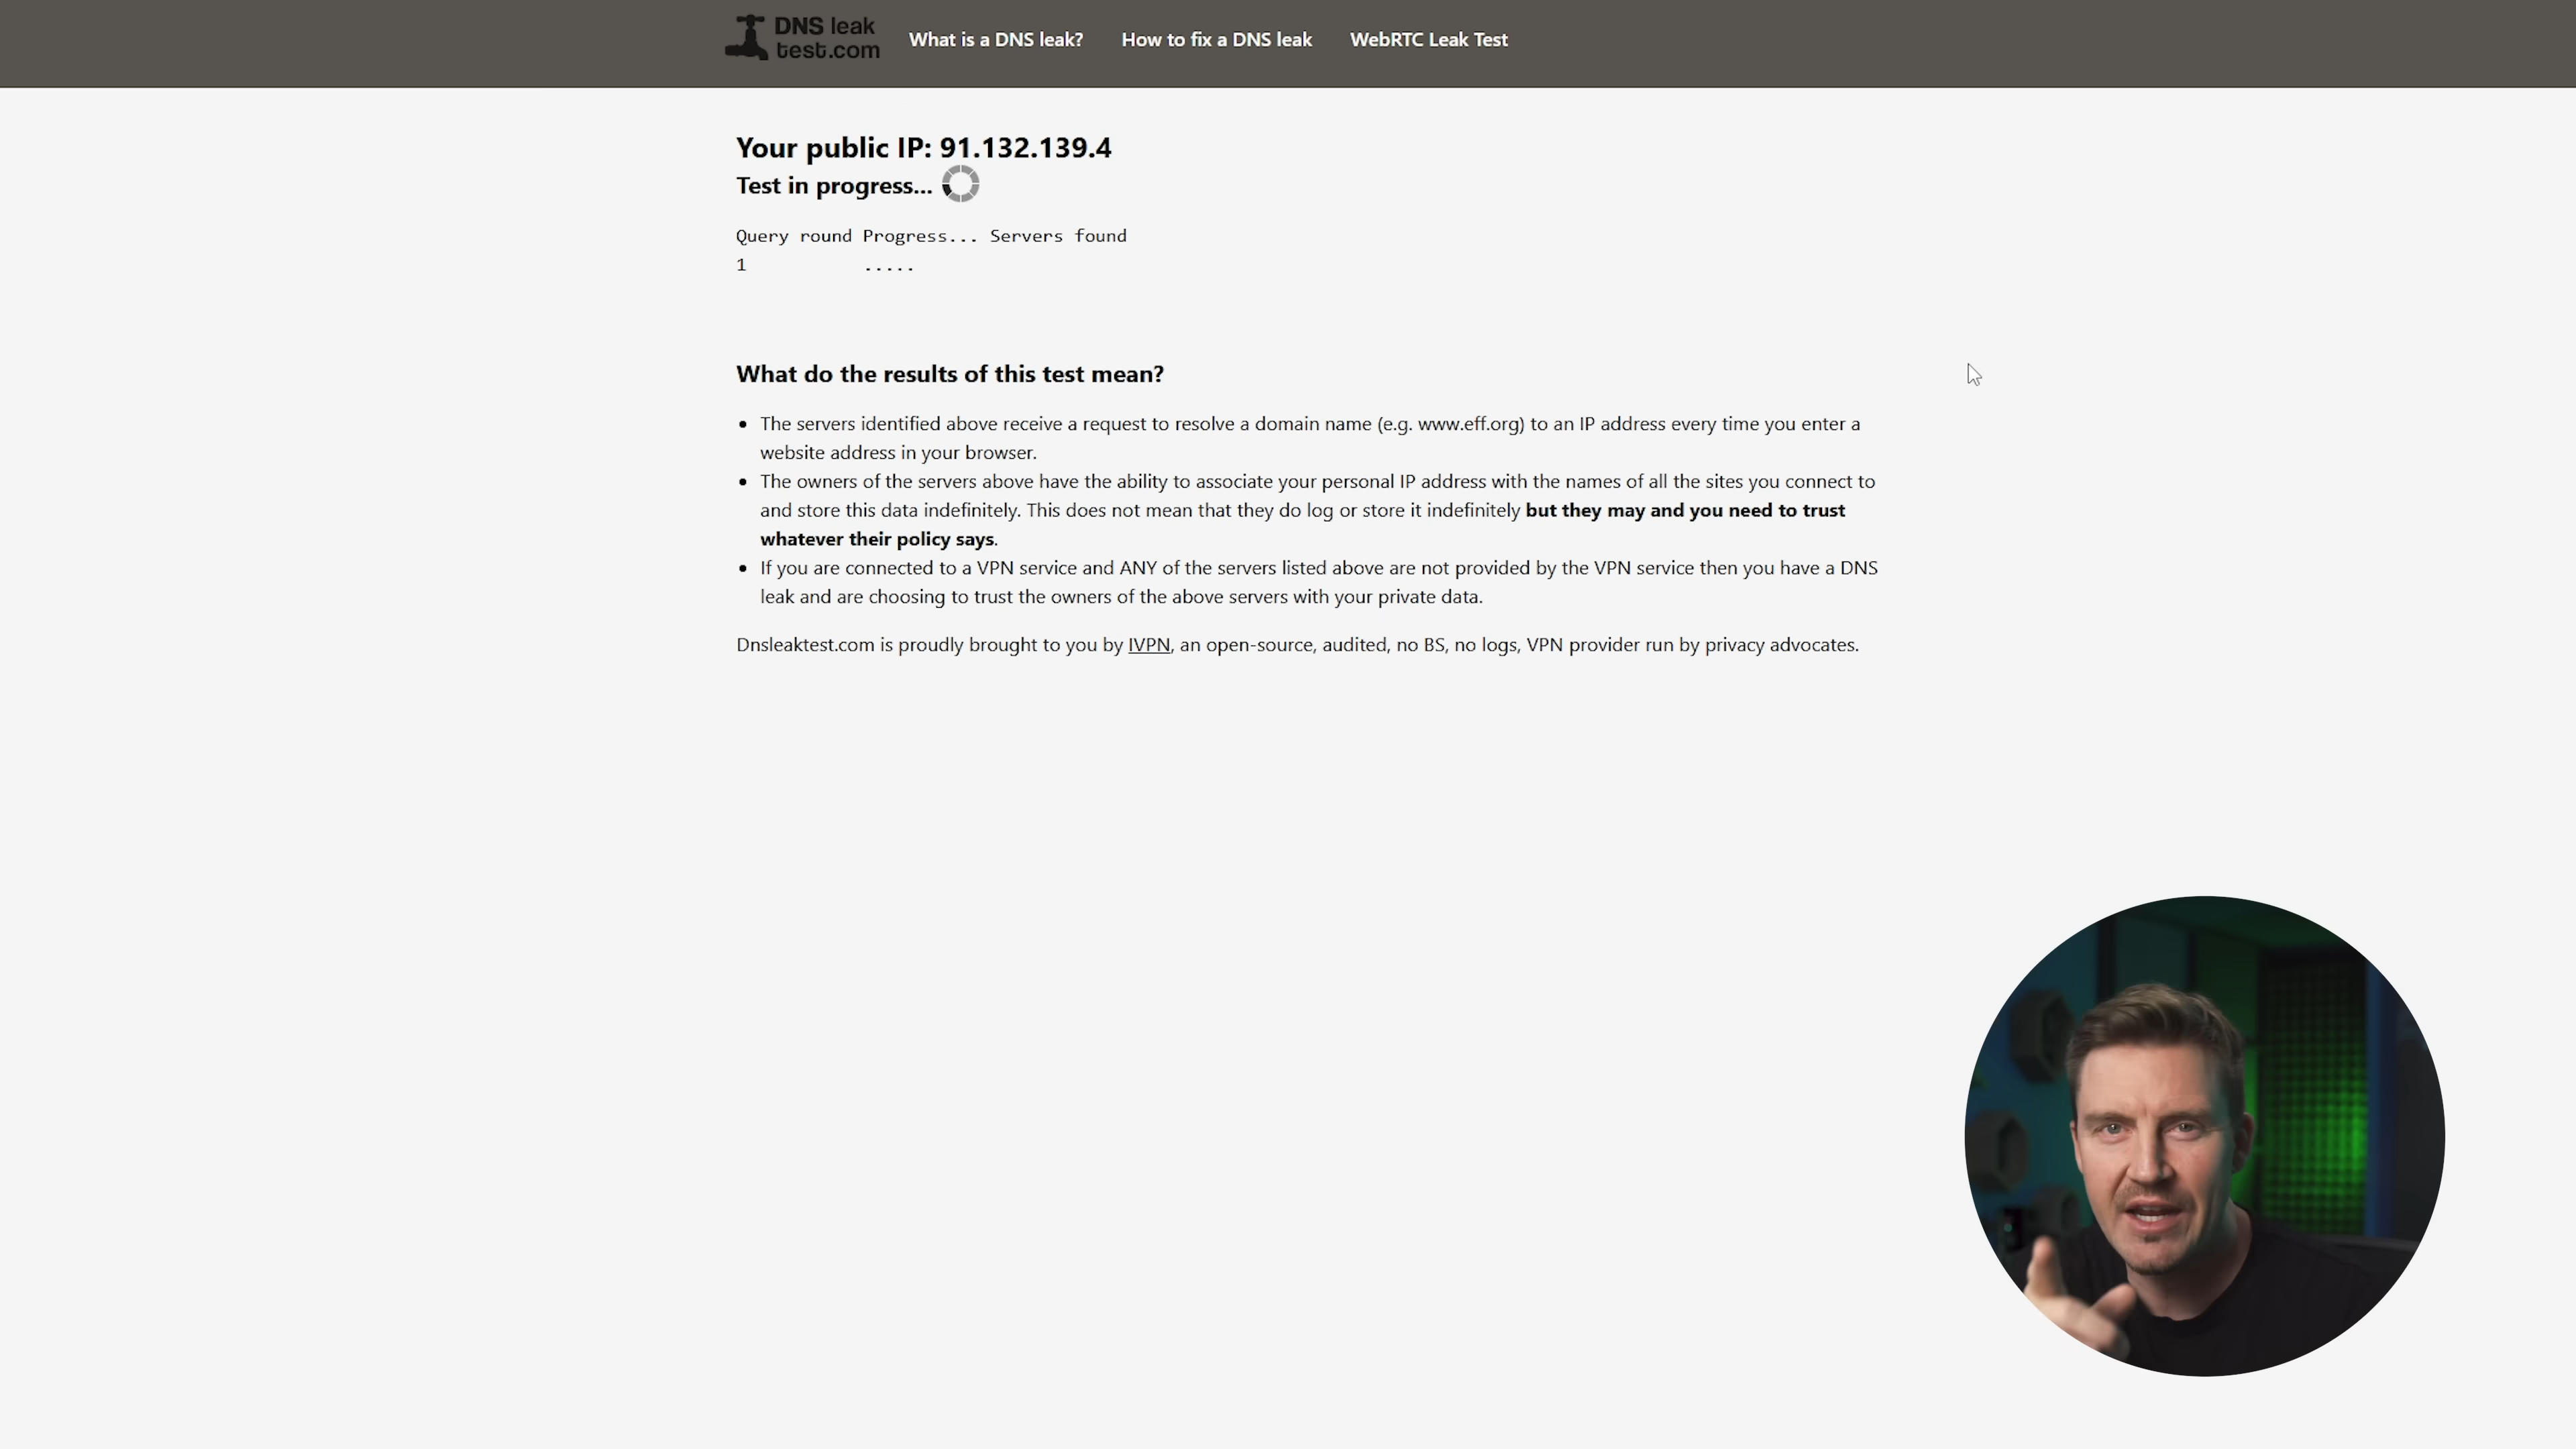 DNS leak
test.com
What is a DNS leak? How to fix a DNS leak WebRTC Leak Test
Your public IP: 91.132.139.4
Test in progress...
Query round Progress... Servers found
1 .....
What do the results of this test mean?
• The servers identified above receive a request to resolve a domain name (e.g. www.eff.org) to an IP address every time you enter a
website address in your browser.
• The owners of the servers above have the ability to associate your personal IP address with the names of all the sites you connect to
and store this data indefinitely. This does not mean that they do log or store it indefinitely but they may and you need to trust
whatever their policy says.
• If you are connected to a VPN service and ANY of the servers listed above are not provided by the VPN service then you have a DNS
leak and are choosing to trust the owners of the above servers with your private data.
Dnsleaktest.com is proudly brought to you by IVPN, an open-source, audited, no BS, no logs, VPN provider run by privacy advocates.